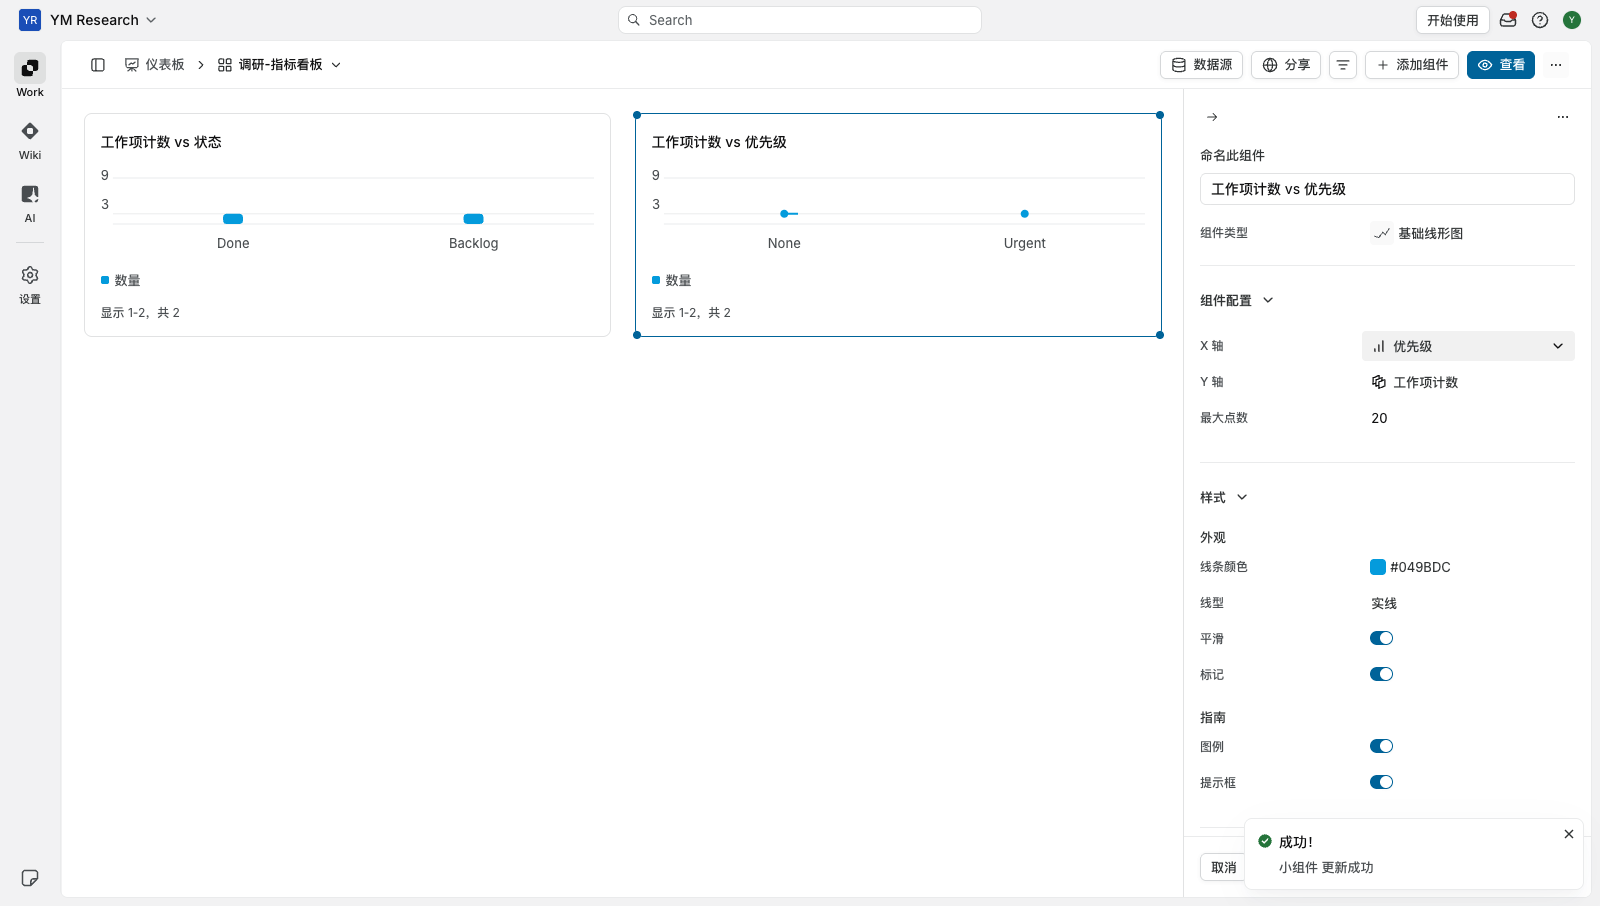 YR YM Research
Search
开始使用
Y
Work
Wiki
AI
设置
仪表板
调研-指标看板
数据源
分享
添加组件
查看
工作项计数 vs 状态
9
3
Done
Backlog
数量
显示 1-2，共 2
工作项计数 vs 优先级
9
3
None
Urgent
数量
显示 1-2，共 2
命名此组件
工作项计数 vs 优先级
组件类型
基础线形图
组件配置
X 轴
优先级
Y 轴
工作项计数
最大点数
20
样式
外观
线条颜色
#049BDC
线型
实线
平滑
标记
指南
图例
提示框
取消
成功！
小组件 更新成功